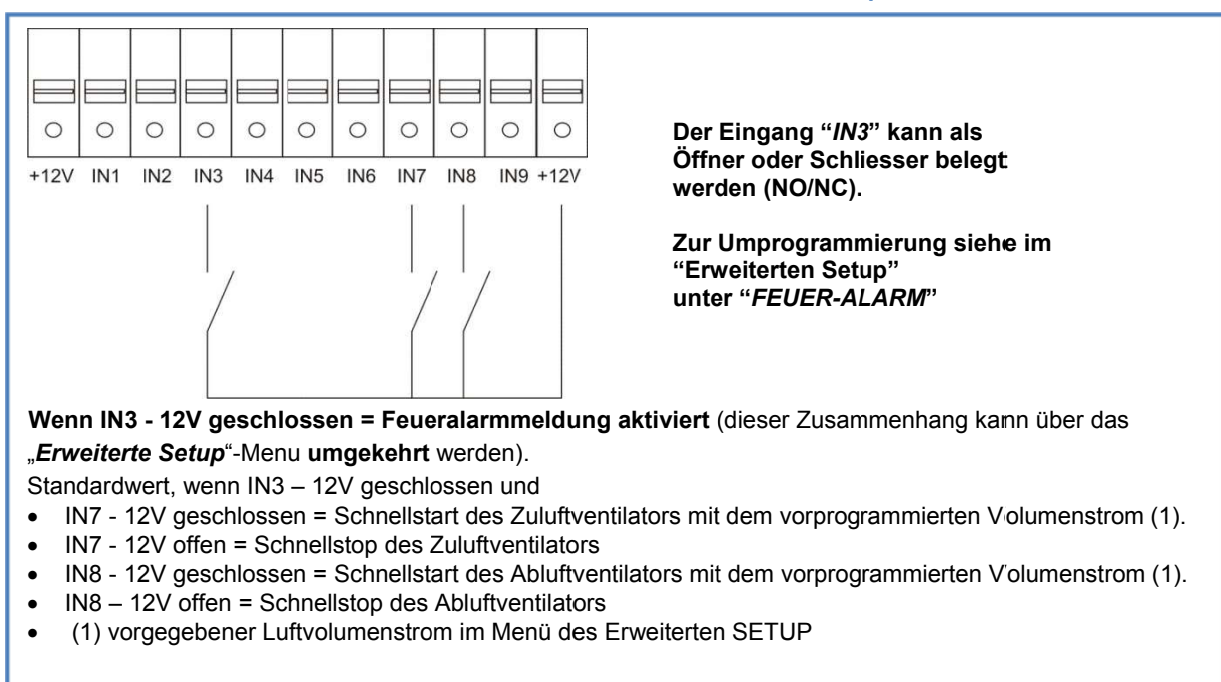 +12V IN1 IN2 IN3 IN4 IN5 IN6 IN7 IN8 IN9 +12V
Der Eingang “IN3” kann als
Öffner oder Schliesser belegt
werden (NO/NC).
Zur Umprogrammierung siehe im
“Erweiterten Setup”
unter “FEUER-ALARM”
Wenn IN3 - 12V geschlossen = Feueralarmmeldung aktiviert (dieser Zusammenhang kann über das
„Erweiterte Setup“-Menu umgekehrt werden).
Standardwert, wenn IN3 – 12V geschlossen und
• IN7 - 12V geschlossen = Schnellstart des Zuluftventilators mit dem vorprogrammierten Volumenstrom (1).
• IN7 - 12V offen = Schnellstop des Zuluftventilators
• IN8 - 12V geschlossen = Schnellstart des Abluftventilators mit dem vorprogrammierten Volumenstrom (1).
• IN8 – 12V offen = Schnellstop des Abluftventilators
• (1) vorgegebener Luftvolumenstrom im Menü des Erweiterten SETUP